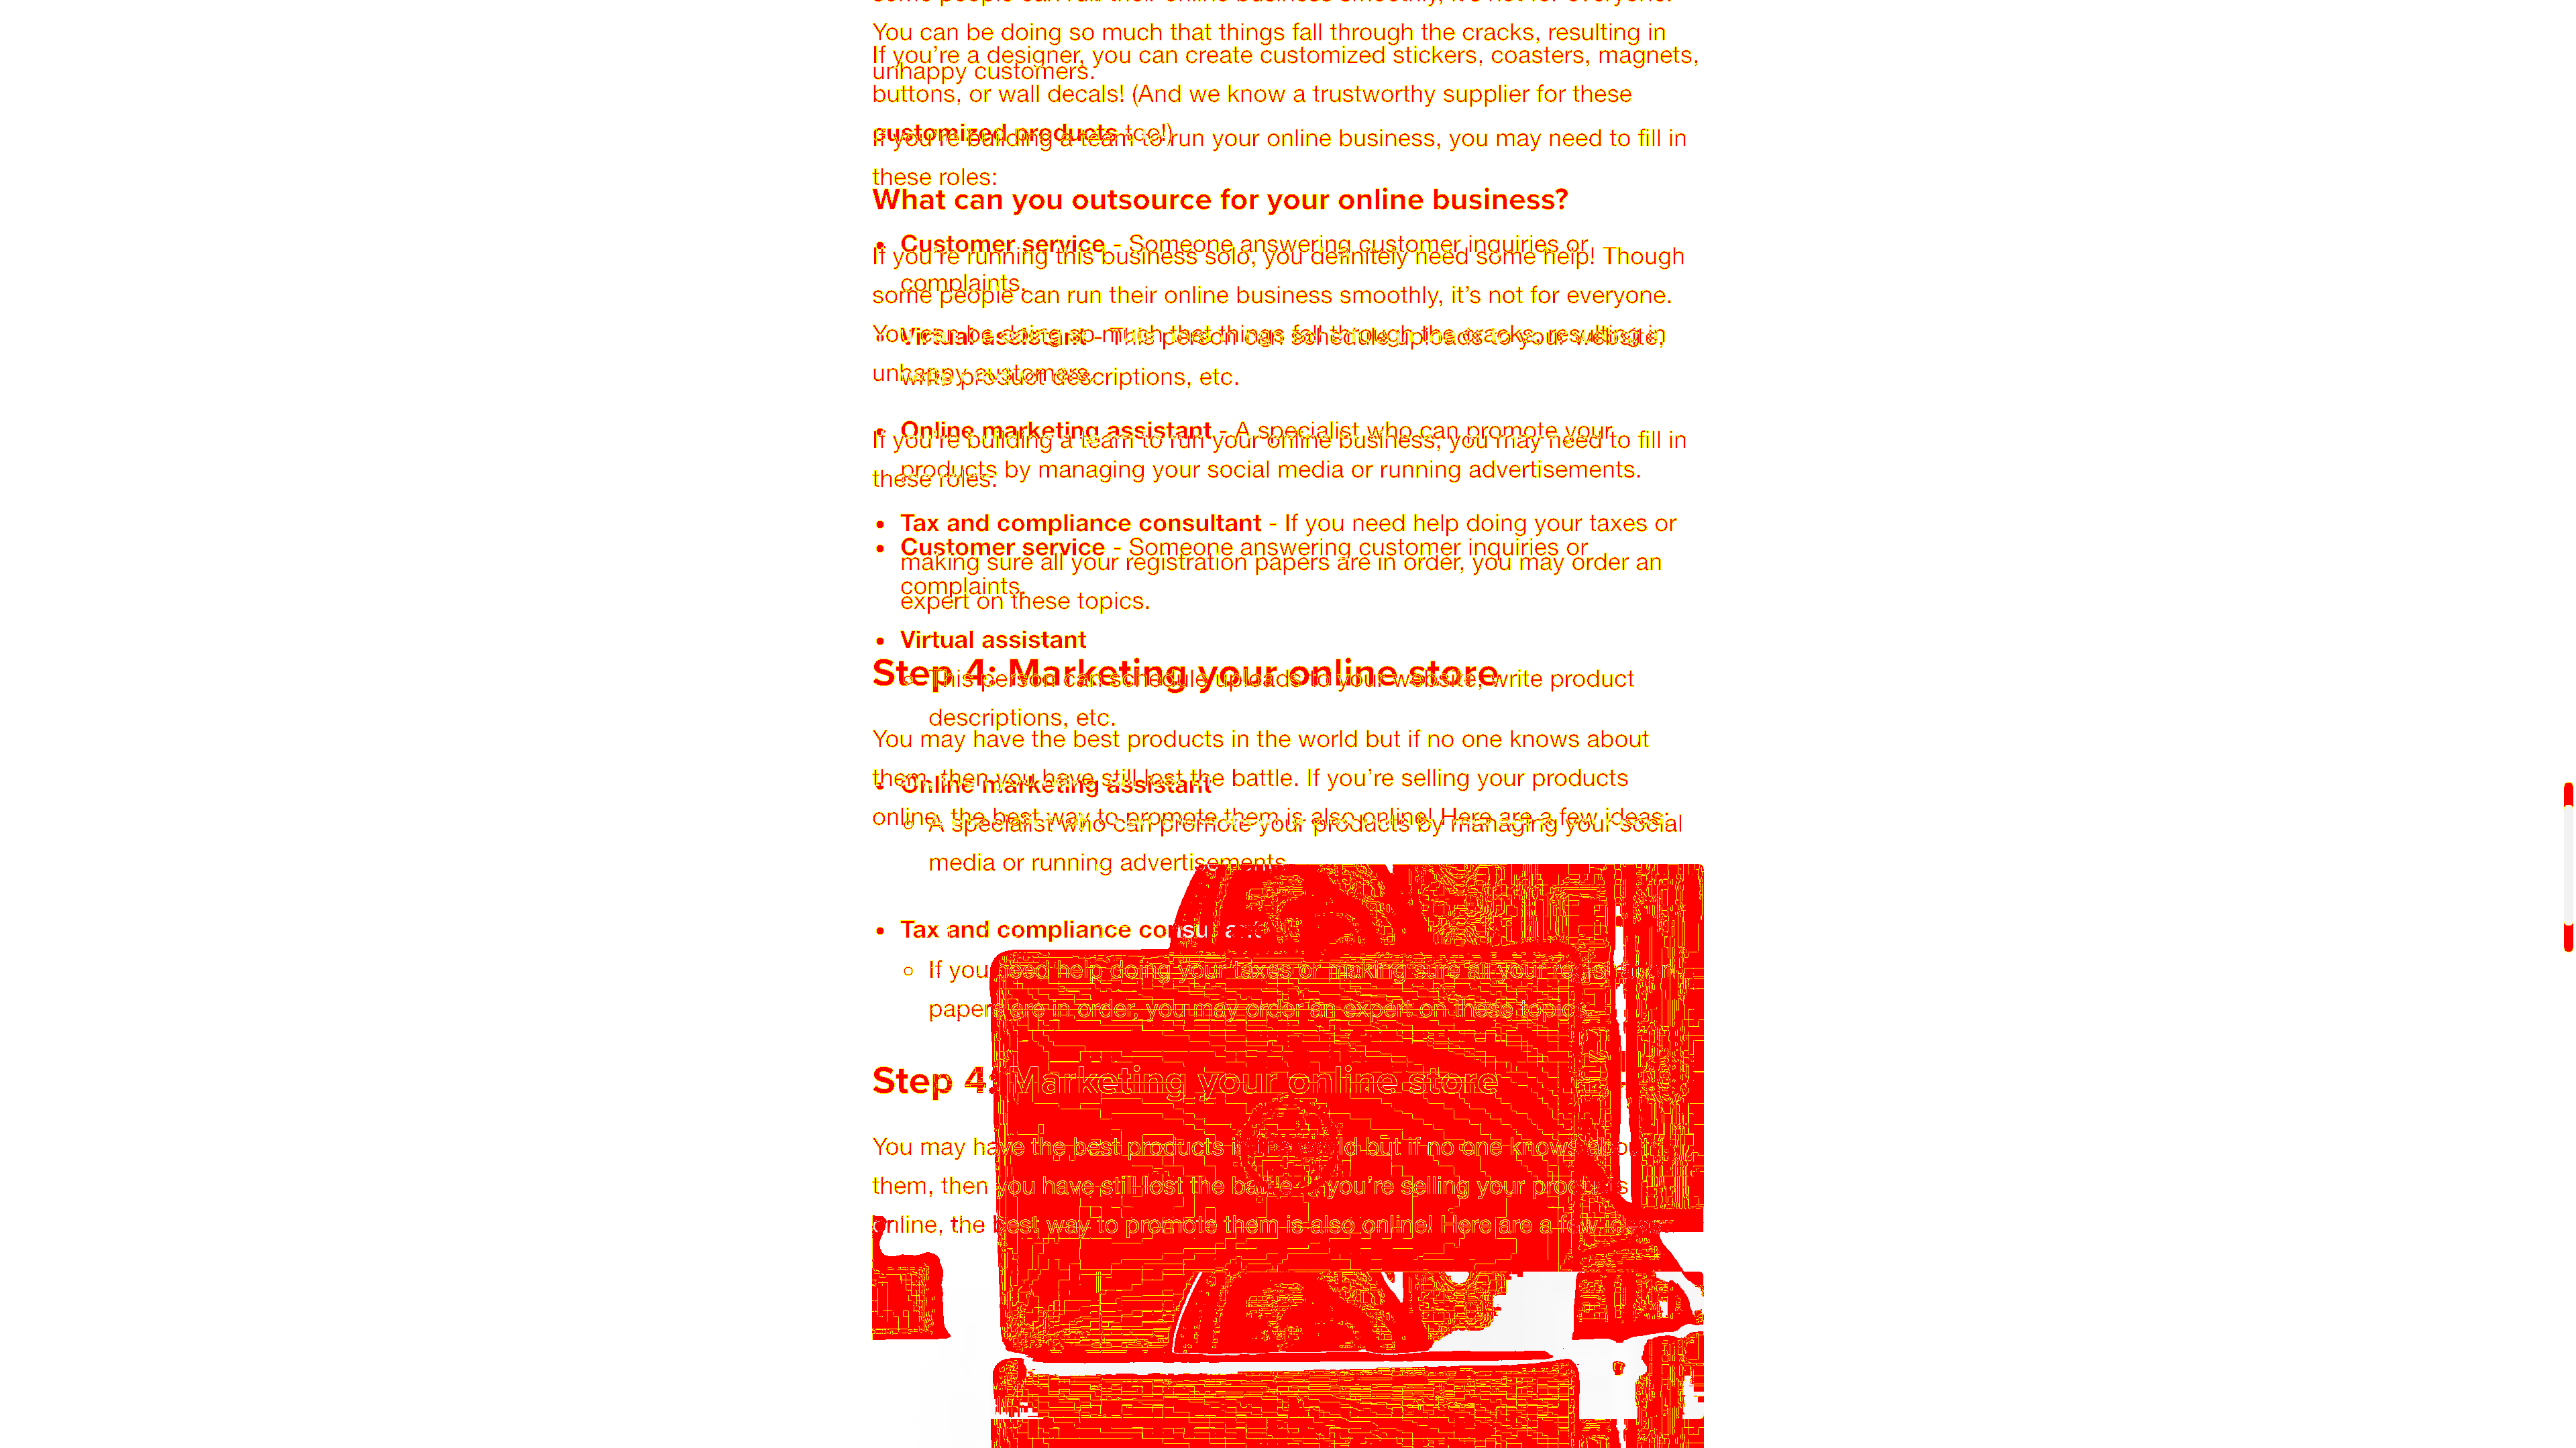 some people can run their online business smoothly, it's not for everyone.
You can be doing so much that things fall through the cracks, resulting in
If you're a designer, you can create customized stickers, coasters, magnets,
unhappy customers.
buttons, or wall decals! (And we know a trustworthy supplier for these
customized products too!)
If you're building a team to run your online business, you may need to fill in
these roles:
What can you outsource for your online business?
• Customer service - Someone answering customer inquiries or
If you're running this business solo, you definitely need some help! Though
complaints.
some people can run their online business smoothly, it's not for everyone.
You can be doing so much that things fall through the cracks, resulting in
• Virtual assistant - This person can schedule uploads to your website,
unhappy customers.
write product descriptions, etc.
• Online marketing assistant - A specialist who can promote your
If you're building a team to run your online business, you may need to fill in
products by managing your social media or running advertisements.
these roles:
• Tax and compliance consultant - If you need help doing your taxes or
• Customer service - Someone answering customer inquiries or
making sure all your registration papers are in order, you may order an
complaints.
expert on these topics.
• Virtual assistant
Step 4: Marketing your online store
○ This person can schedule uploads to your website, write product
descriptions, etc.
You may have the best products in the world but if no one knows about
them, then you have still lost the battle. If you're selling your products
• Online marketing assistant
online, the best way to promote them is also online! Here are a few ideas:
○ A specialist who can promote your products by managing your social
media or running advertisements.
• Tax and compliance consultant
○ If you need help doing your taxes or making sure all your registration
papers are in order, you may order an expert on these topics.
Step 4: Marketing your online store
You may have the best products in the world but if no one knows about
them, then you have still lost the battle. If you're selling your products
online, the best way to promote them is also online! Here are a few ideas: